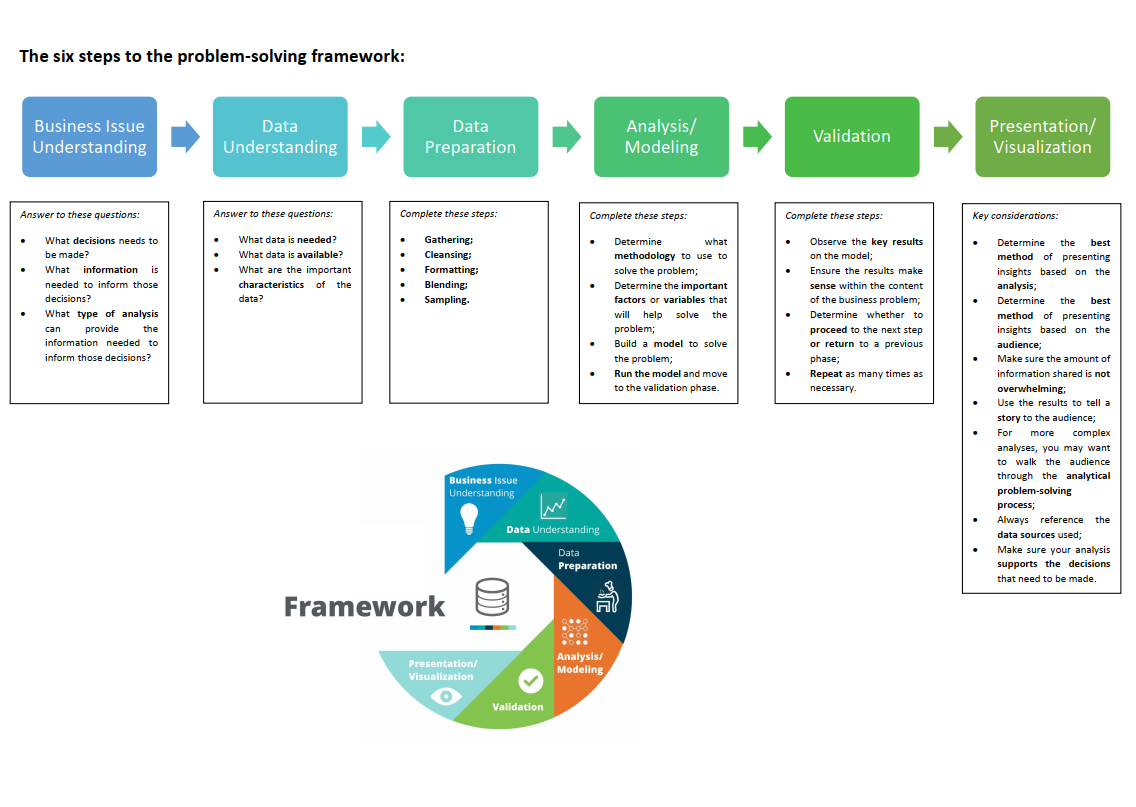 The six steps to the problem-solving framework:
Business Issue
Understanding
Data
Understanding
Data
Preparation
Analysis/
Modeling
Validation
Presentation/
Visualization
Answer to these questions:
• What decisions needs to
be made?
• What information is
needed to inform those
decisions?
• What type of analysis
can provide the
information needed to
inform those decisions?
Answer to these questions:
• What data is needed?
• What data is available?
• What are the important
characteristics of the
data?
Complete these steps:
• Gathering;
• Cleansing;
• Formatting;
• Blending;
• Sampling.
Complete these steps:
• Determine what
methodology to use to
solve the problem;
• Determine the important
factors or variables that
will help solve the
problem;
• Build a model to solve
the problem;
• Run the model and move
to the validation phase.
Complete these steps:
• Observe the key results
on the model;
• Ensure the results make
sense within the content
of the business problem;
• Determine whether to
proceed to the next step
or return to a previous
phase;
• Repeat as many times as
necessary.
Key considerations:
• Determine the best
method of presenting
insights based on the
analysis;
• Determine the best
method of presenting
insights based on the
audience;
• Make sure the amount of
information shared is not
overwhelming;
• Use the results to tell a
story to the audience;
• For more complex
analyses, you may want
to walk the audience
through the analytical
problem-solving
process;
• Always reference the
data sources used;
• Make sure your analysis
supports the decisions
that need to be made.
Business Issue
Understanding
Data Understanding
Data
Preparation
Framework
Analysis/
Modeling
Presentation/
Visualization
Validation